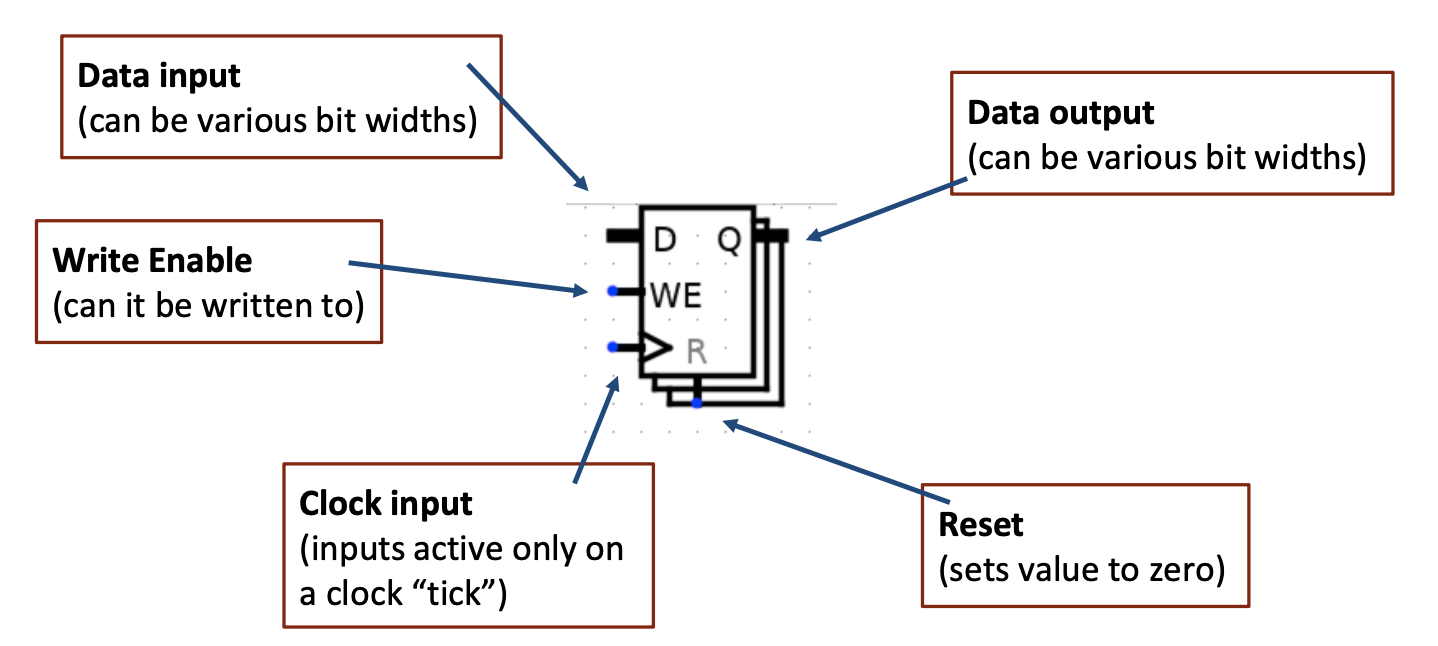 Data input
(can be various bit widths)
Data output
(can be various bit widths)
Write Enable
(can it be written to)
D Q
WE
R
Clock input
(inputs active only on
a clock “tick”)
Reset
(sets value to zero)